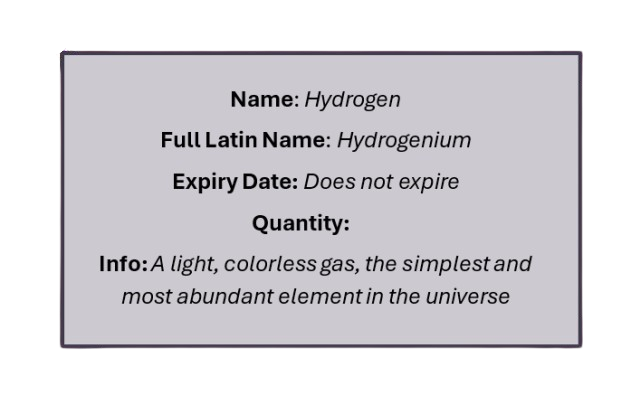 Name: Hydrogen
Full Latin Name: Hydrogenium
Expiry Date: Does not expire
Quantity:
Info: A light, colorless gas, the simplest and
most abundant element in the universe